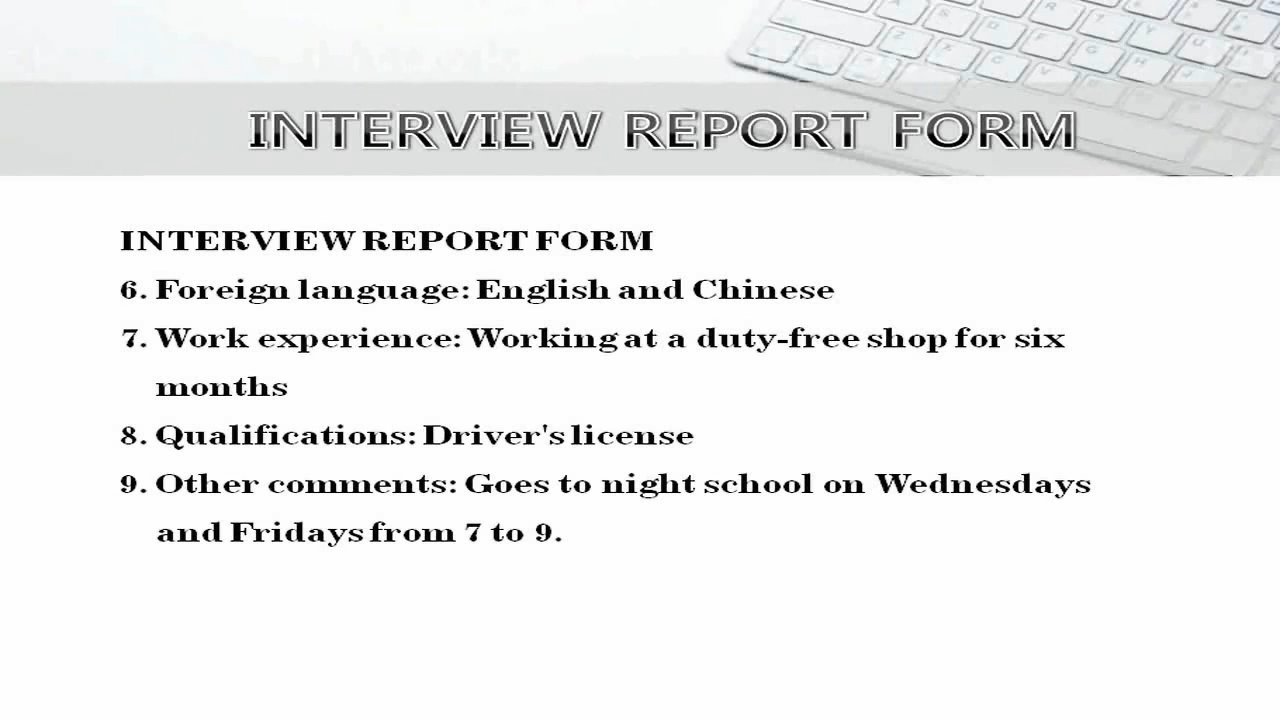 INTERVIEW REPORT FORM
INTERVIEW REPORT FORM
6. Foreign language: English and Chinese
7. Work experience: Working at a duty-free shop for six
months
8. Qualifications: Driver's license
9. Other comments: Goes to night school on Wednesdays
and Fridays from 7 to 9.